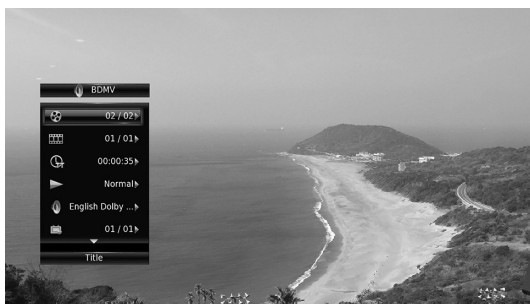 BDMV
02 / 02
01 / 01
00:00:35
Normal
English Dolby ...
01 / 01
Title